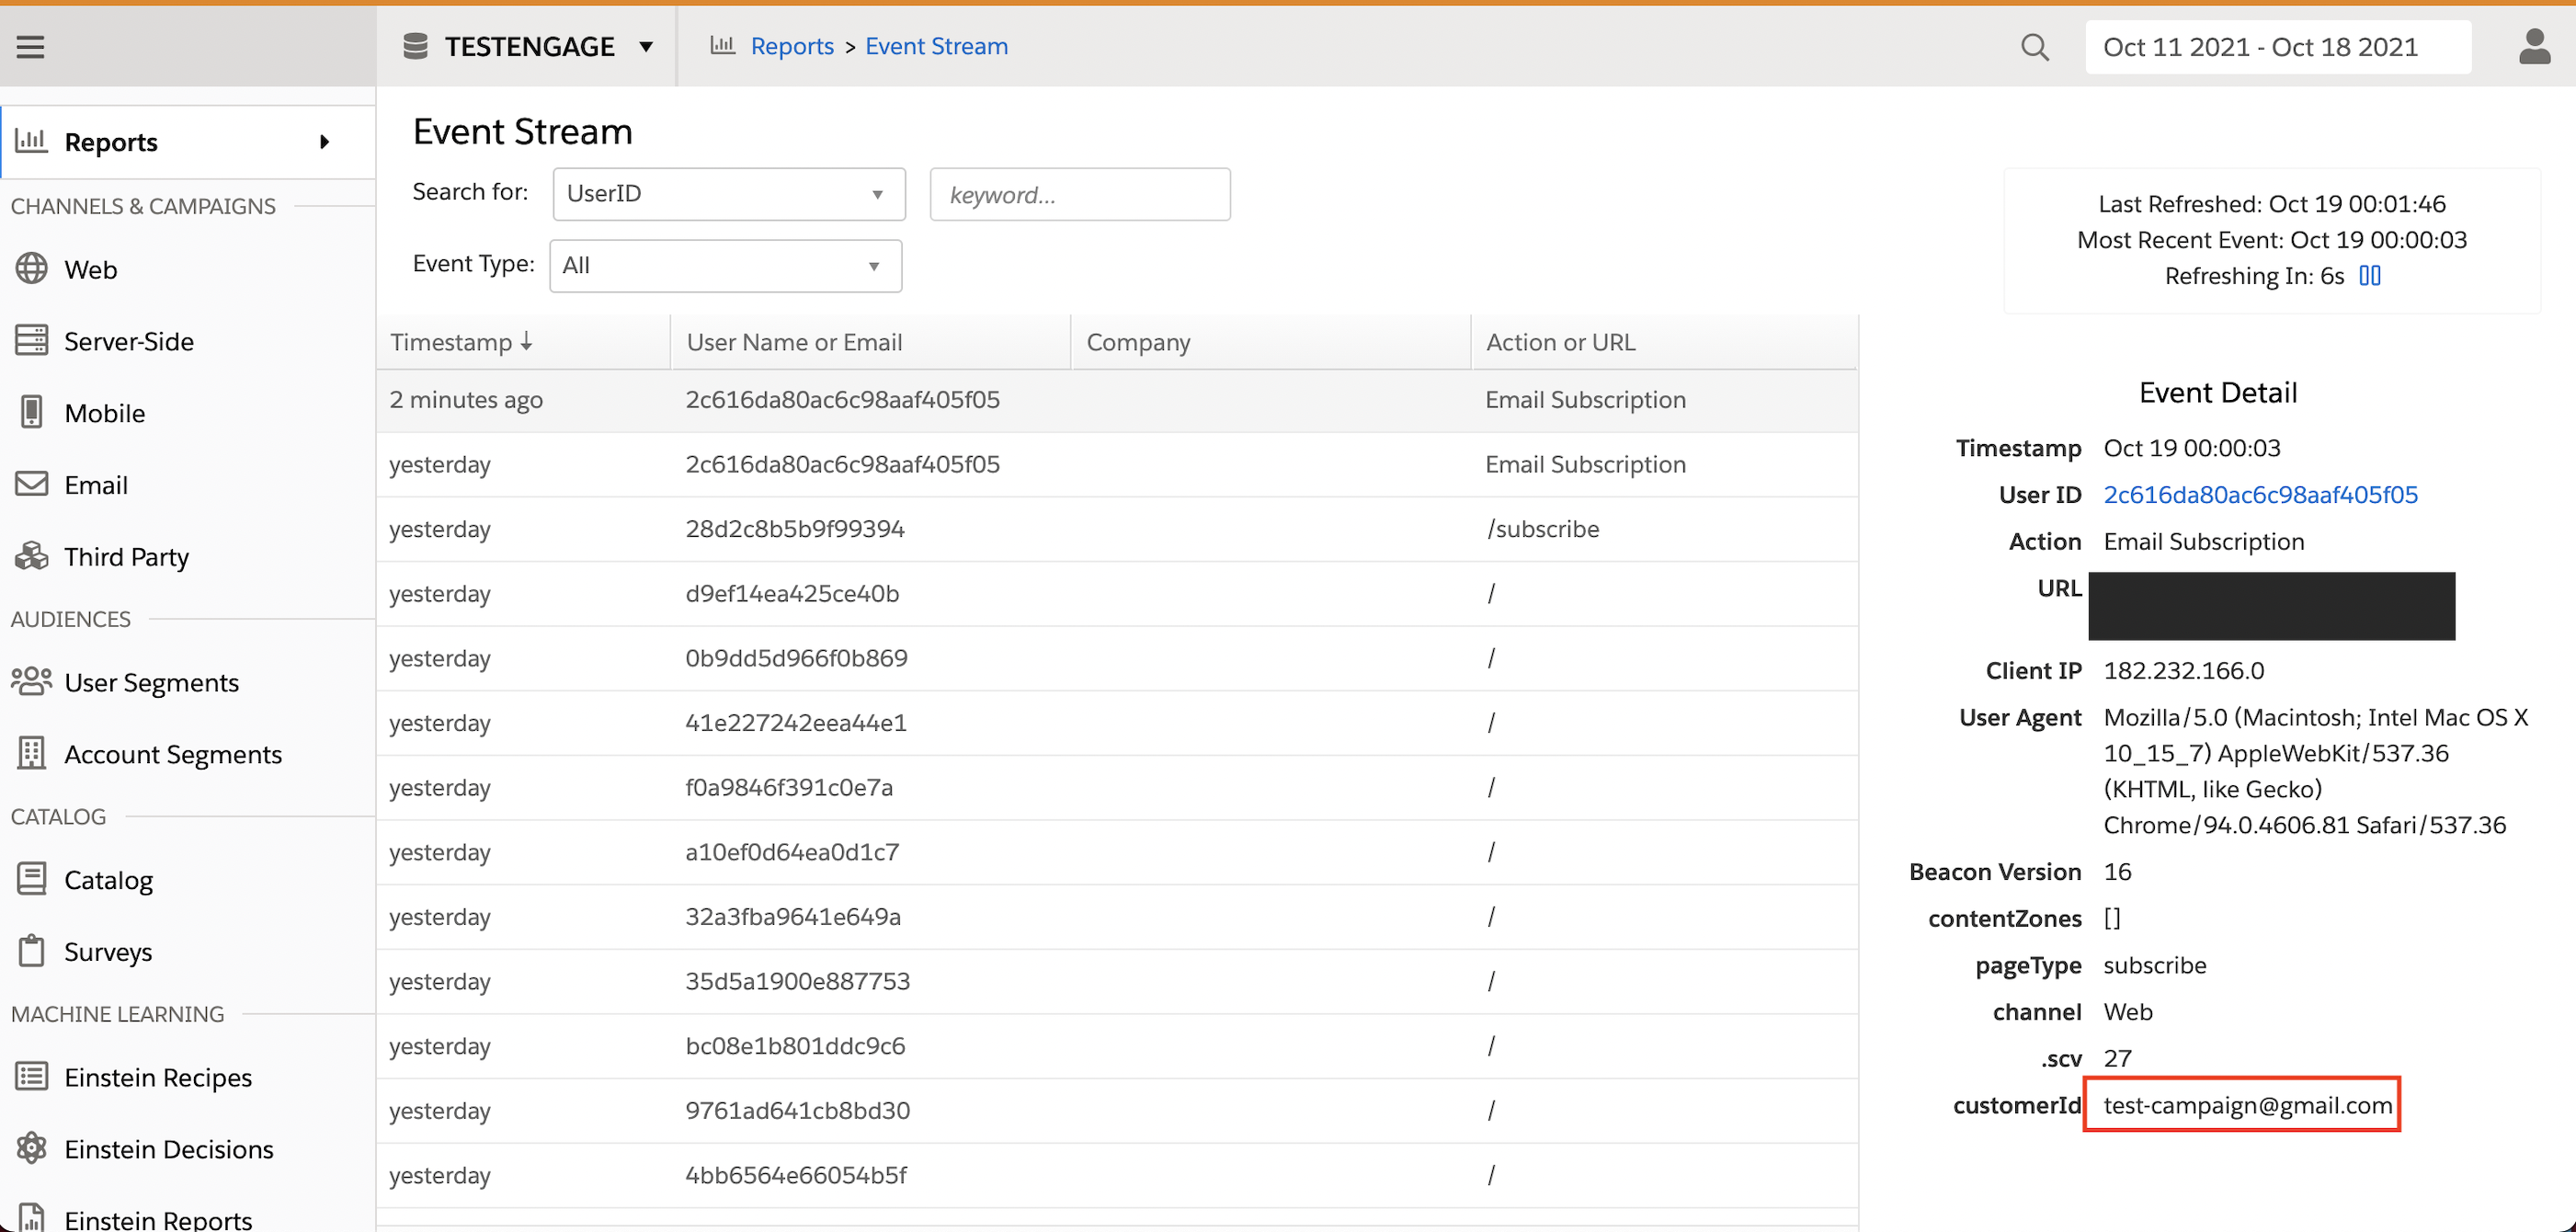 TESTENGAGE
Reports > Event Stream
Oct 11 2021 - Oct 18 2021
Reports
CHANNELS & CAMPAIGNS
Web
Server-Side
Mobile
Email
Third Party
AUDIENCES
User Segments
Account Segments
CATALOG
Catalog
Surveys
MACHINE LEARNING
Einstein Recipes
Einstein Decisions
Einstein Reports
Event Stream
Search for: UserID keyword...
Event Type: All
Last Refreshed: Oct 19 00:01:46
Most Recent Event: Oct 19 00:00:03
Refreshing In: 6s
Timestamp ↓ User Name or Email Company Action or URL
2 minutes ago 2c616da80ac6c98aaf405f05 Email Subscription
yesterday 2c616da80ac6c98aaf405f05 Email Subscription
yesterday 28d2c8b5b9f99394 /subscribe
yesterday d9ef14ea425ce40b /
yesterday 0b9dd5d966f0b869 /
yesterday 41e227242eea44e1 /
yesterday f0a9846f391c0e7a /
yesterday a10ef0d64ea0d1c7 /
yesterday 32a3fba9641e649a /
yesterday 35d5a1900e887753 /
yesterday bc08e1b801ddc9c6 /
yesterday 9761ad641cb8bd30 /
yesterday 4bb6564e66054b5f /
Event Detail
Timestamp Oct 19 00:00:03
User ID 2c616da80ac6c98aaf405f05
Action Email Subscription
URL
Client IP 182.232.166.0
User Agent Mozilla/5.0 (Macintosh; Intel Mac OS X
10_15_7) AppleWebKit/537.36
(KHTML, like Gecko)
Chrome/94.0.4606.81 Safari/537.36
Beacon Version 16
contentZones []
pageType subscribe
channel Web
.scv 27
customerId test-campaign@gmail.com